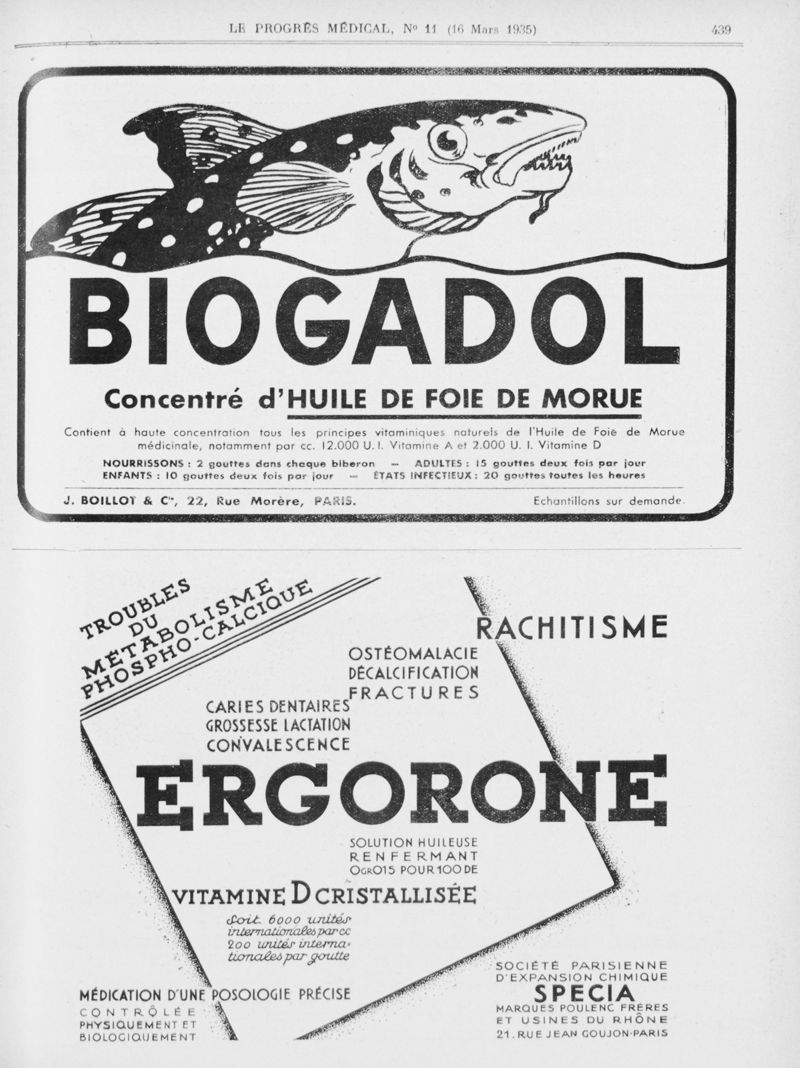 LE PROGRÈS MÉDICAL, Nº 11 (16 Mars 1935)
439
BIOGADOL
Concentré d'HUILE DE FOIE DE MORUE
Contient à haute concentration tous les principes vitaminiques naturels de l'Huile de Foie de Morue
médicinale, notamment par cc. 12.000 U. I. Vitamine A et 2.000 U. I. Vitamine D
NOURRISSONS : 2 gouttes dans chaque biberon — ADULTES : 15 gouttes deux fois par jour
ENFANTS : 10 gouttes deux fois par jour — ÉTATS INFECTIEUX : 20 gouttes toutes les heures
J. BOILLOT & Cie, 22, Rue Morère, PARIS.
Echantillons sur demande.
TROUBLES
DU
MÉTABOLISME
PHOSPHO-CALCIQUE
RACHITISME
OSTÉOMALACIE
DÉCALCIFICATION
FRACTURES
CARIES DENTAIRES
GROSSESSE LACTATION
CONVALESCENCE
ERGORONE
SOLUTION HUILEUSE
RENFERMANT
0GR015 POUR 100 DE
VITAMINE D CRISTALLISÉE
Soit 6000 unités
internationales par cc
200 unités interna-
tionales par goutte
MÉDICATION D'UNE POSOLOGIE PRÉCISE
CONTRÔLÉE
PHYSIQUEMENT ET
BIOLOGIQUEMENT
SOCIÉTÉ PARISIENNE
D'EXPANSION CHIMIQUE
SPECIA
MARQUES POULENC FRÈRES
ET USINES DU RHÔNE
21. RUE JEAN GOUJON-PARIS